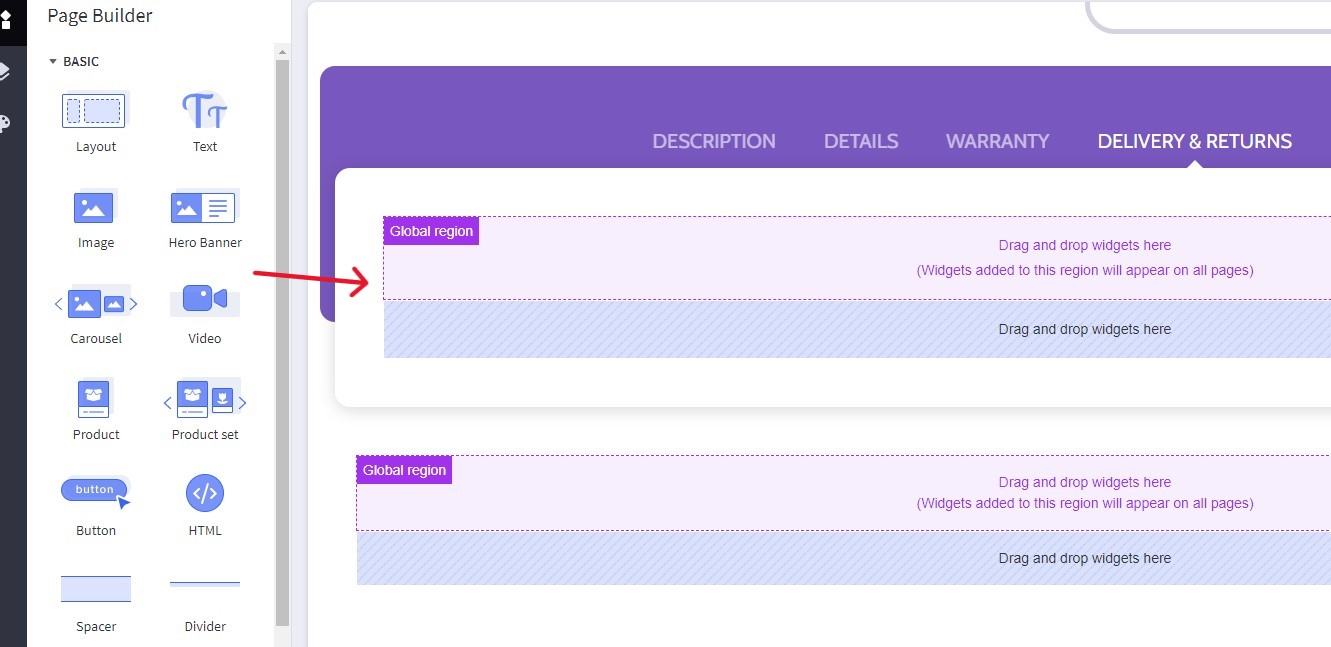 Page Builder
BASIC
Layout
Text
Image
Hero Banner
Carousel
Video
Product
Product set
button
Button
HTML
Spacer
Divider
DESCRIPTION DETAILS WARRANTY DELIVERY & RETURNS
Global region
Drag and drop widgets here
(Widgets added to this region will appear on all pages)
Drag and drop widgets here
Global region
Drag and drop widgets here
(Widgets added to this region will appear on all pages)
Drag and drop widgets here